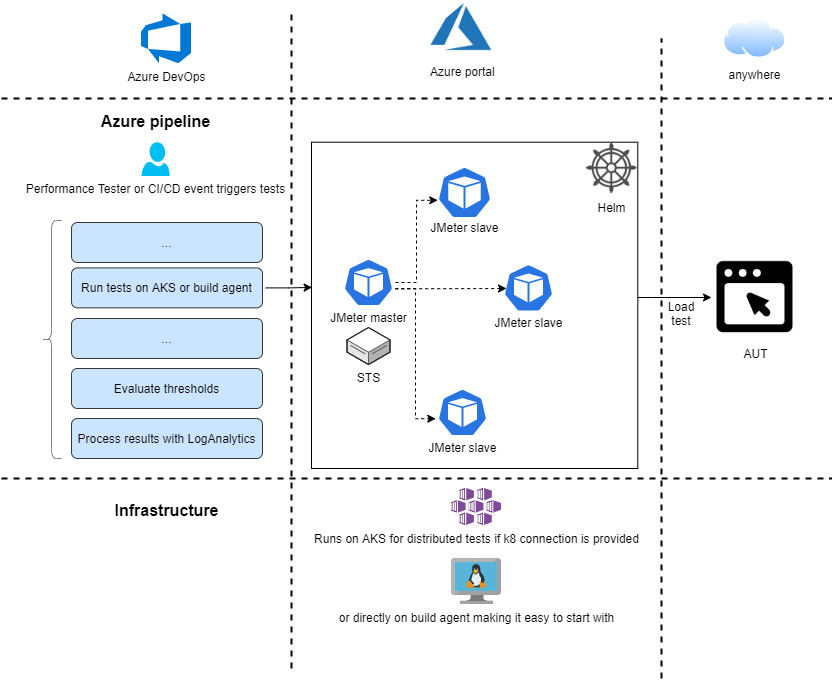 Azure DevOps
Azure portal
anywhere
Azure pipeline
Performance Tester or CI/CD event triggers tests
...
Run tests on AKS or build agent
...
Evaluate thresholds
Process results with LogAnalytics
Helm
JMeter slave
JMeter master
JMeter slave
STS
JMeter slave
Load
test
AUT
Infrastructure
Runs on AKS for distributed tests if k8 connection is provided
or directly on build agent making it easy to start with